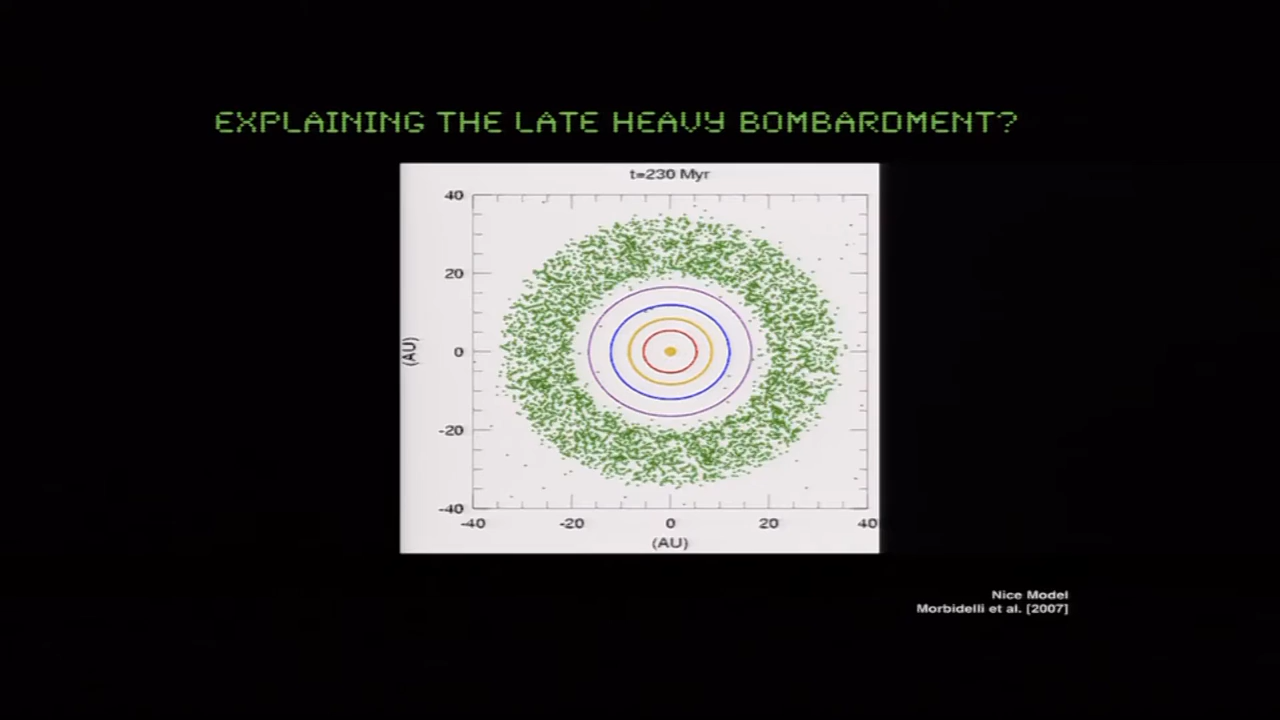 EXPLAINING THE LATE HEAVY BOMBARDMENT?
t=230 Myr
40
20
0
-20
-40
(AU)
-40 -20 0 20 40
(AU)
Nice Model
Morbidelli et al. [2007]